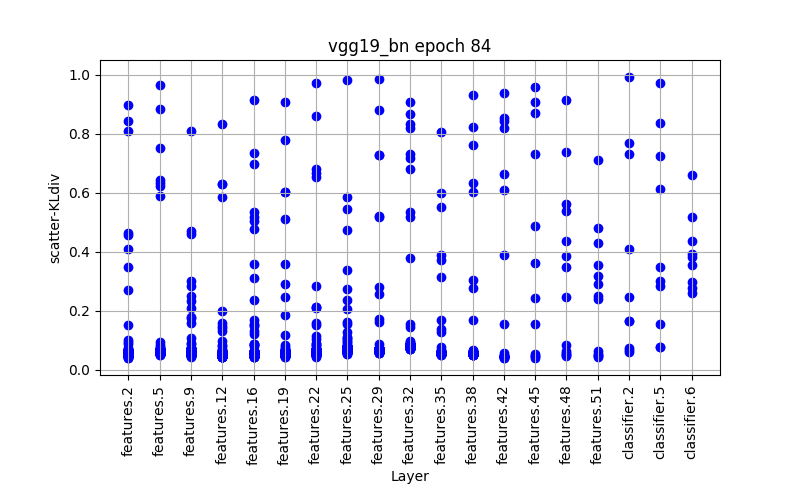 vgg19_bn epoch 84
scatter-KLdiv
1.0
0.8
0.6
0.4
0.2
0.0
features.2
features.5
features.9
features.12
features.16
features.19
features.22
features.25
features.29
features.32
features.35
features.38
features.42
features.45
features.48
features.51
classifier.2
classifier.5
classifier.6
Layer